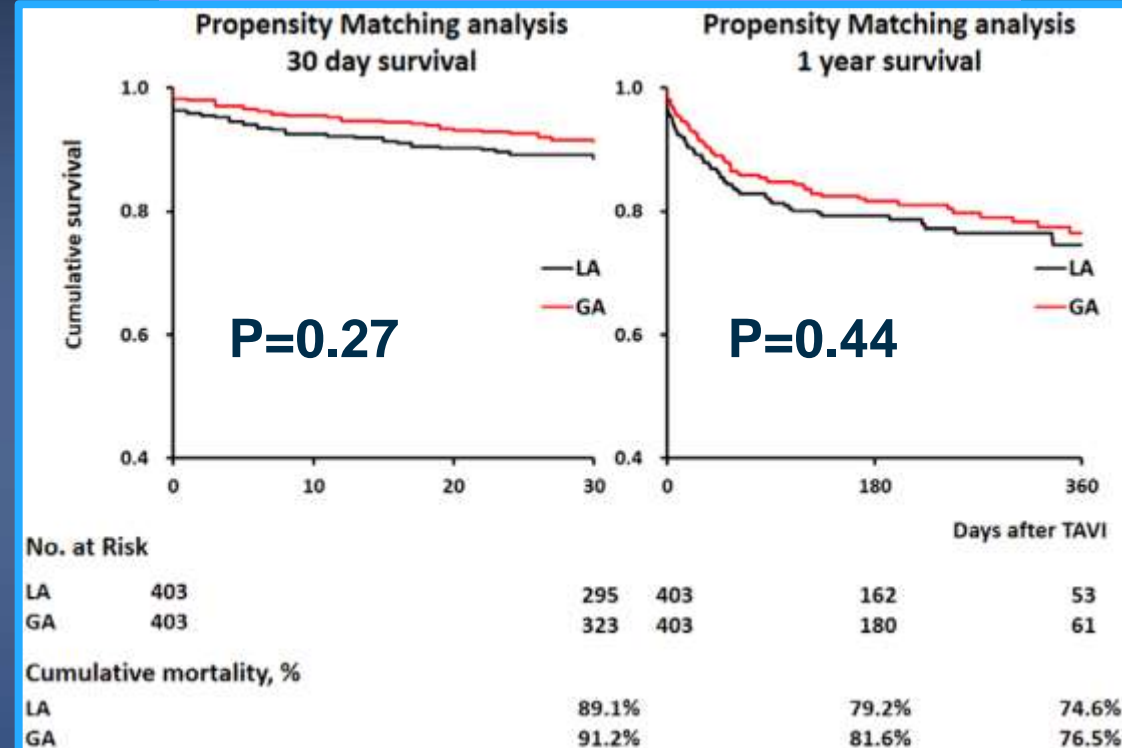 Propensity Matching analysis
30 day survival
Propensity Matching analysis
1 year survival
Cumulative survival
1.0
0.8
0.6
0.4
LA
GA
P=0.27
0
10
20
30
1.0
0.8
0.6
0.4
LA
GA
P=0.44
0
180
360
Days after TAVI
No. at Risk
LA 403 295 403 162 53
GA 403 323 403 180 61
Cumulative mortality, %
LA 89.1% 79.2% 74.6%
GA 91.2% 81.6% 76.5%